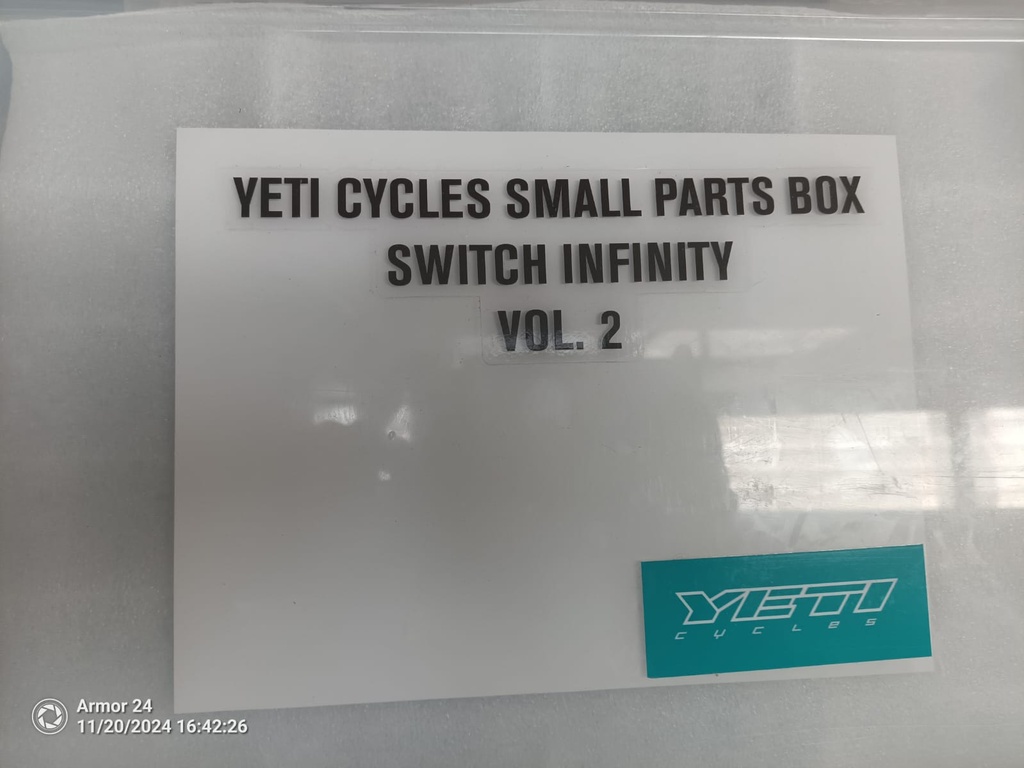 YETI CYCLES SMALL PARTS BOX
SWITCH INFINITY
VOL. 2
YETI
cycles
Armor 24
11/20/2024 16:42:26